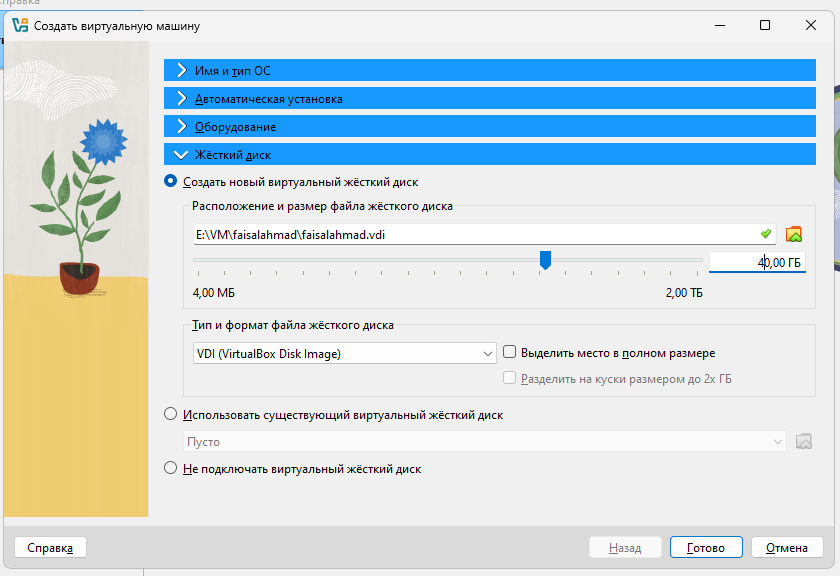 Справка
Создать виртуальную машину
Имя и тип ОС
Автоматическая установка
Оборудование
Жёсткий диск
Создать новый виртуальный жёсткий диск
Расположение и размер файла жёсткого диска
E:\VM\faisalahmad\faisalahmad.vdi
40,00 ГБ
4,00 МБ
2,00 ТБ
Тип и формат файла жёсткого диска
VDI (VirtualBox Disk Image)
Выделить место в полном размере
Разделить на куски размером до 2х ГБ
Использовать существующий виртуальный жёсткий диск
Пусто
Не подключать виртуальный жёсткий диск
Справка
Назад
Готово
Отмена